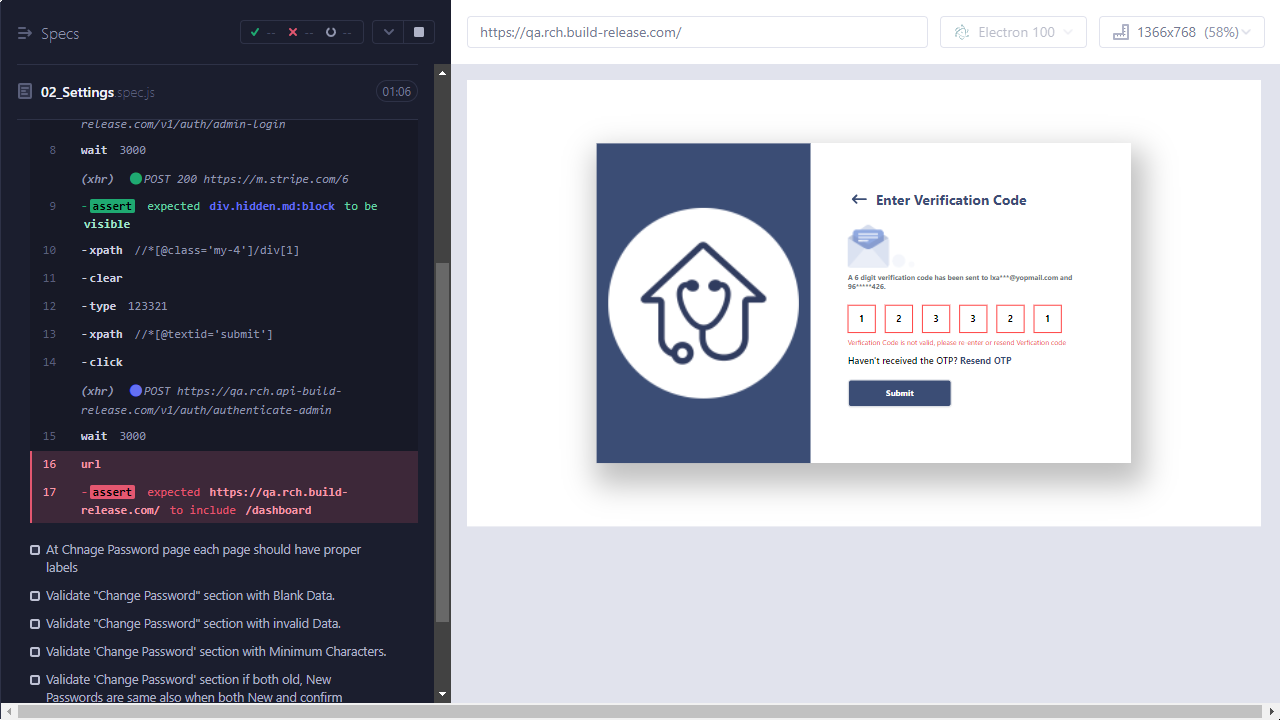 Specs
--
--
--
02_Settings.spec.js
01:06
release.com/v1/auth/admin-login
8 wait 3000
(xhr) POST 200 https://m.stripe.com/6
9 -assert expected div.hidden.md:block to be
visible
10 -xpath //*[@class='my-4']/div[1]
11 -clear
12 -type 123321
13 -xpath //*[@textid='submit']
14 -click
(xhr) POST https://qa.rch.api-build-
release.com/v1/auth/authenticate-admin
15 wait 3000
16 url
17 -assert expected https://qa.rch.build-
release.com/ to include /dashboard
At Chnage Password page each page should have proper
labels
Validate "Change Password" section with Blank Data.
Validate "Change Password" section with invalid Data.
Validate 'Change Password' section with Minimum Characters.
Validate 'Change Password' section if both old, New
Passwords are same also when both New and confirm
https://qa.rch.build-release.com/
Electron 100
1366x768 (58%)
Enter Verification Code
A 6 digit verification code has been sent to lxa***@yopmail.com and
96*****426.
1 2 3 3 2 1
Verfication Code is not valid, please re-enter or resend Verfication code
Haven't received the OTP? Resend OTP
Submit